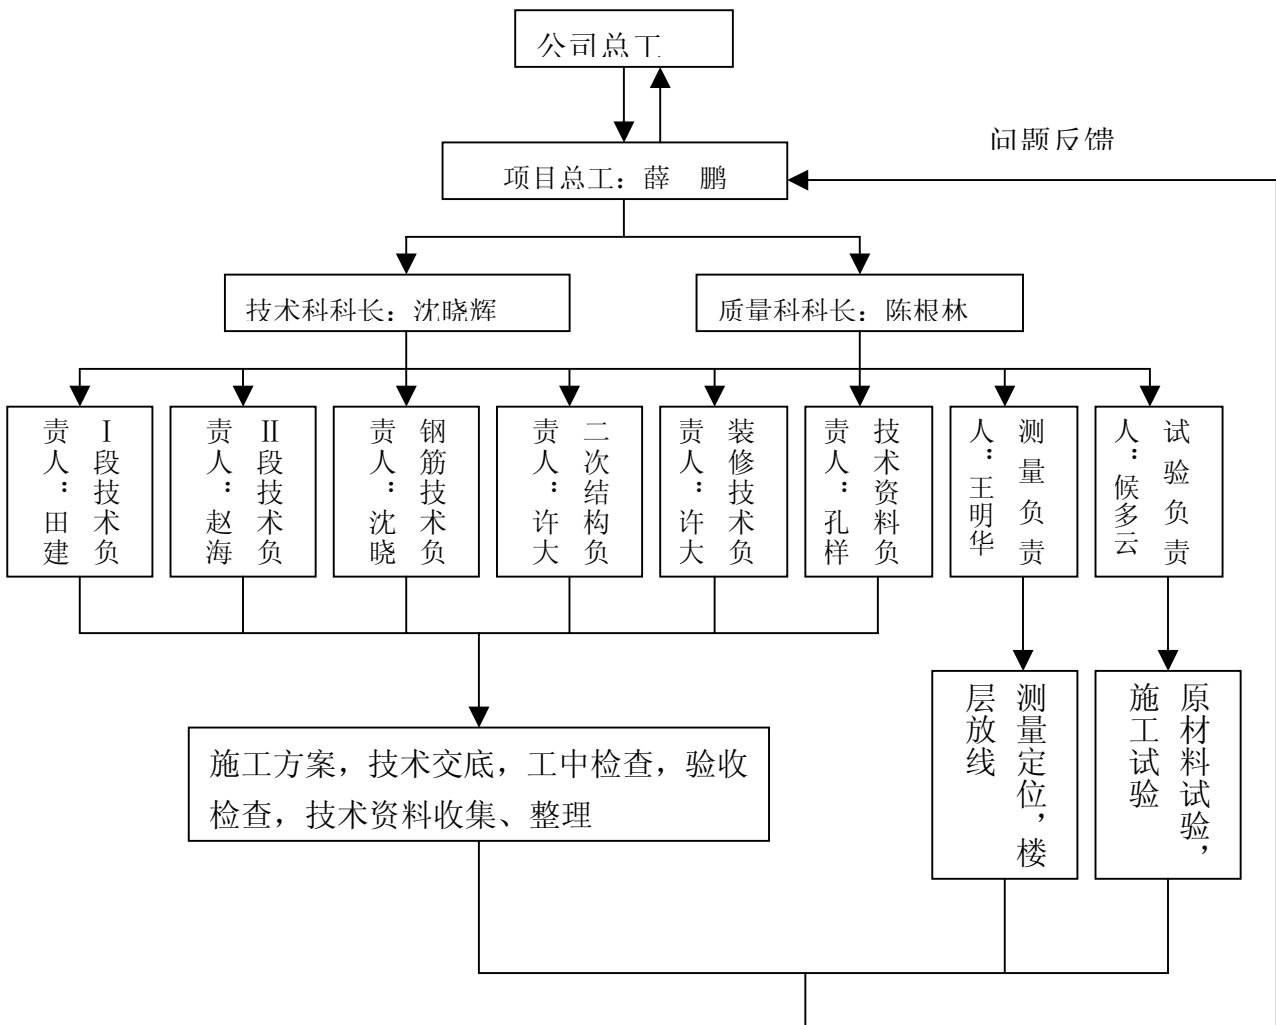 公司总工
问题反馈
项目总工：薛　鹏
技术科科长：沈晓辉
质量科科长：陈根林
Ⅰ段技术负
责人：田建
Ⅱ段技术负
责人：赵海
钢筋技术负
责人：沈晓
二次结构负
责人：许大
装修技术负
责人：许大
技术资料负
责人：孔样
测量负责
人：王明华
试验负责
人：候多云
施工方案，技术交底，工中检查，验收
检查，技术资料收集、整理
测量定位，楼
层放线
原材料试验，
施工试验